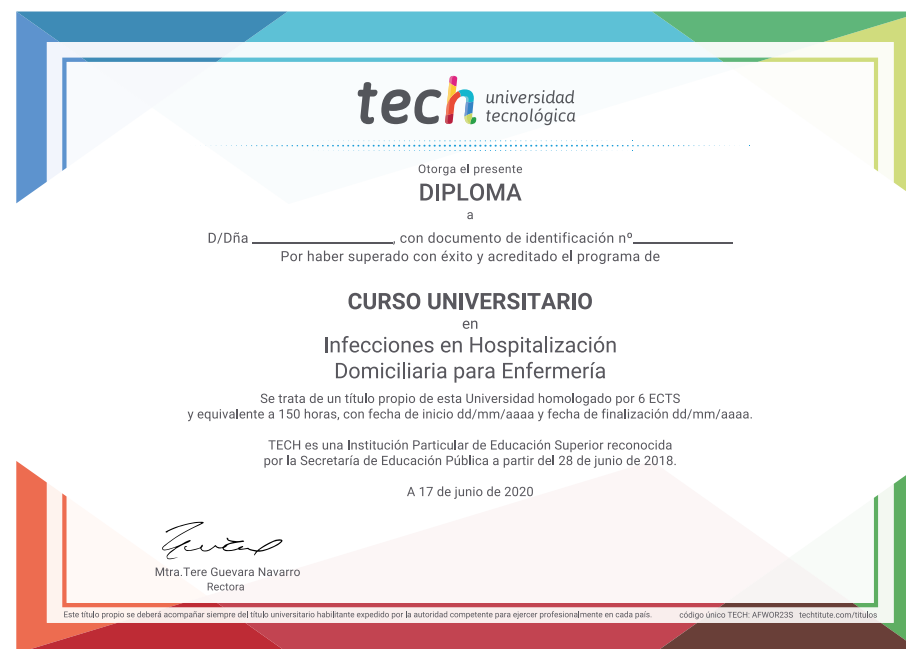 tech universidad
tecnológica
Otorga el presente
DIPLOMA
a
D/Dña ____________________, con documento de identificación nº______________
Por haber superado con éxito y acreditado el programa de
CURSO UNIVERSITARIO
en
Infecciones en Hospitalización
Domiciliaria para Enfermería
Se trata de un título propio de esta Universidad homologado por 6 ECTS
y equivalente a 150 horas, con fecha de inicio dd/mm/aaaa y fecha de finalización dd/mm/aaaa.
TECH es una Institución Particular de Educación Superior reconocida
por la Secretaría de Educación Pública a partir del 28 de junio de 2018.
A 17 de junio de 2020
Mtra.Tere Guevara Navarro
Rectora
Este título propio se deberá acompañar siempre del título universitario habilitante expedido por la autoridad competente para ejercer profesionalmente en cada país. código único TECH: AFWOR23S techtitute.com/titulos